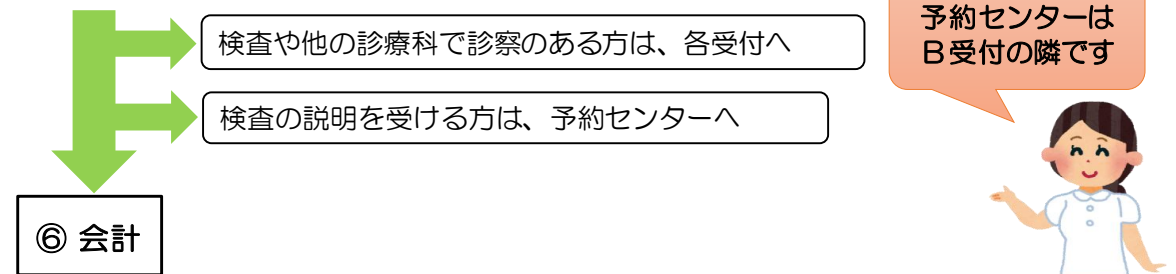 予約センターは
B受付の隣です
検査や他の診療科で診察のある方は、各受付へ
検査の説明を受ける方は、予約センターへ
⑥ 会計